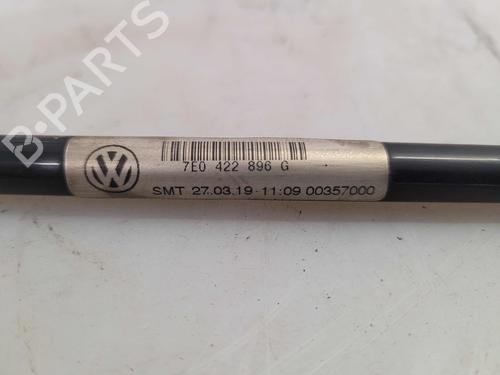 7E0 422 896 G
SMT 27.03.19 - 11:09 00357000
B-PARTS